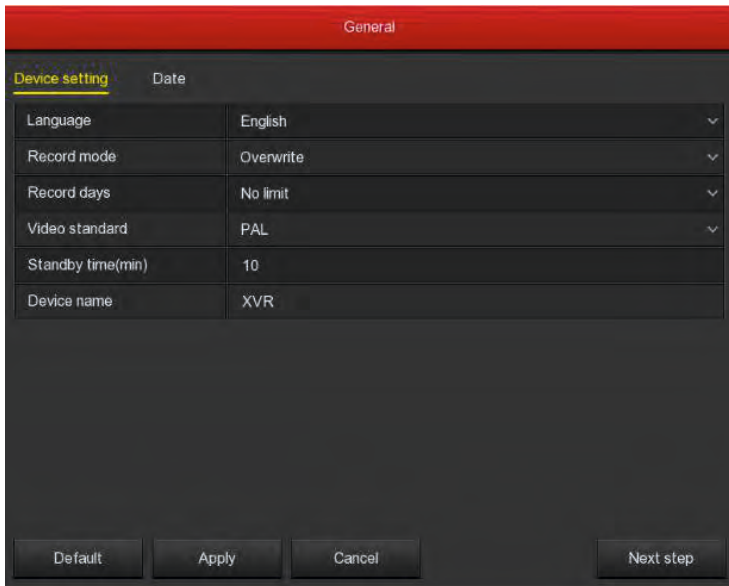 General
Device setting Date
Language English
Record mode Overwrite
Record days No limit
Video standard PAL
Standby time(min) 10
Device name XVR
Default Apply Cancel Next step